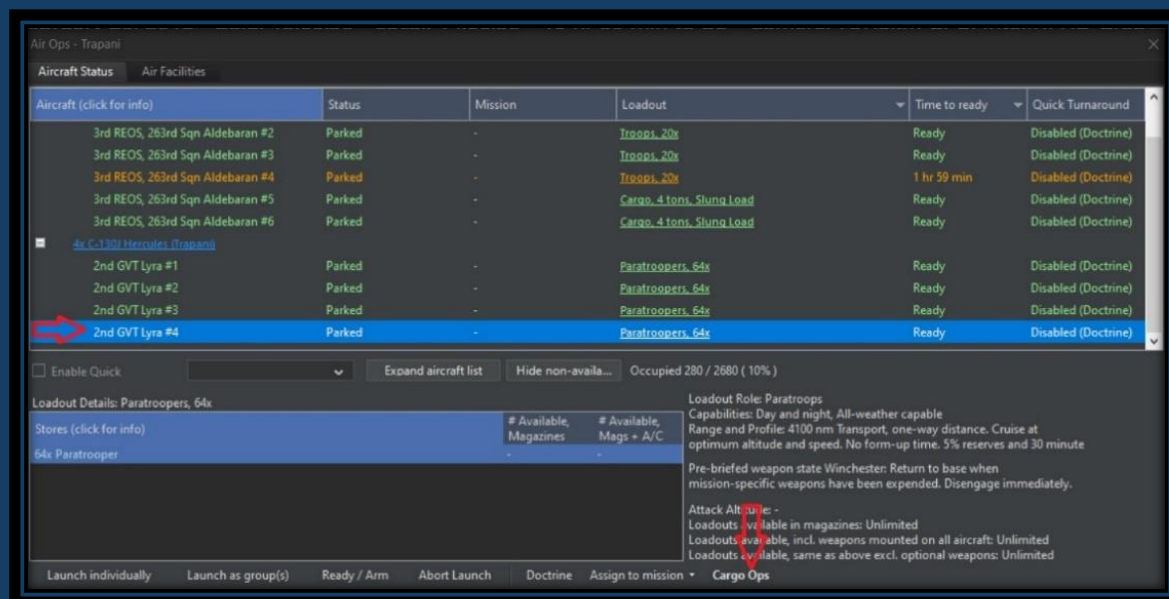 Air Ops - Trapani
Aircraft Status Air Facilities
Aircraft (click for info) Status Mission Loadout Time to ready Quick Turnaround
3rd REOS, 263rd Sqn Aldebaran #2 Parked - Troops, 20x Ready Disabled (Doctrine)
3rd REOS, 263rd Sqn Aldebaran #3 Parked - Troops, 20x Ready Disabled (Doctrine)
3rd REOS, 263rd Sqn Aldebaran #4 Parked - Troops, 20x 1 hr 59 min Disabled (Doctrine)
3rd REOS, 263rd Sqn Aldebaran #5 Parked - Cargo, 4 tons, Slung Load Ready Disabled (Doctrine)
3rd REOS, 263rd Sqn Aldebaran #6 Parked - Cargo, 4 tons, Slung Load Ready Disabled (Doctrine)
4x C-130J Hercules (Trapani)
2nd GVT Lyra #1 Parked - Paratroopers, 64x Ready Disabled (Doctrine)
2nd GVT Lyra #2 Parked - Paratroopers, 64x Ready Disabled (Doctrine)
2nd GVT Lyra #3 Parked - Paratroopers, 64x Ready Disabled (Doctrine)
2nd GVT Lyra #4 Parked - Paratroopers, 64x Ready Disabled (Doctrine)
Enable Quick Expand aircraft list Hide non-availa... Occupied 280 / 2680 ( 10% )
Loadout Details: Paratroopers, 64x
Stores (click for info) # Available, Magazines # Available, Mags + A/C
64x Paratrooper - -
Loadout Role: Paratroops
Capabilities: Day and night, All-weather capable
Range and Profile: 4100 nm Transport, one-way distance. Cruise at
optimum altitude and speed. No form-up time. 5% reserves and 30 minute
Pre-briefed weapon state Winchester: Return to base when
mission-specific weapons have been expended. Disengage immediately.
Attack Altitude: -
Loadouts available in magazines: Unlimited
Loadouts available, incl. weapons mounted on all aircraft: Unlimited
Loadouts available, same as above excl. optional weapons: Unlimited
Launch individually Launch as group(s) Ready / Arm Abort Launch Doctrine Assign to mission Cargo Ops